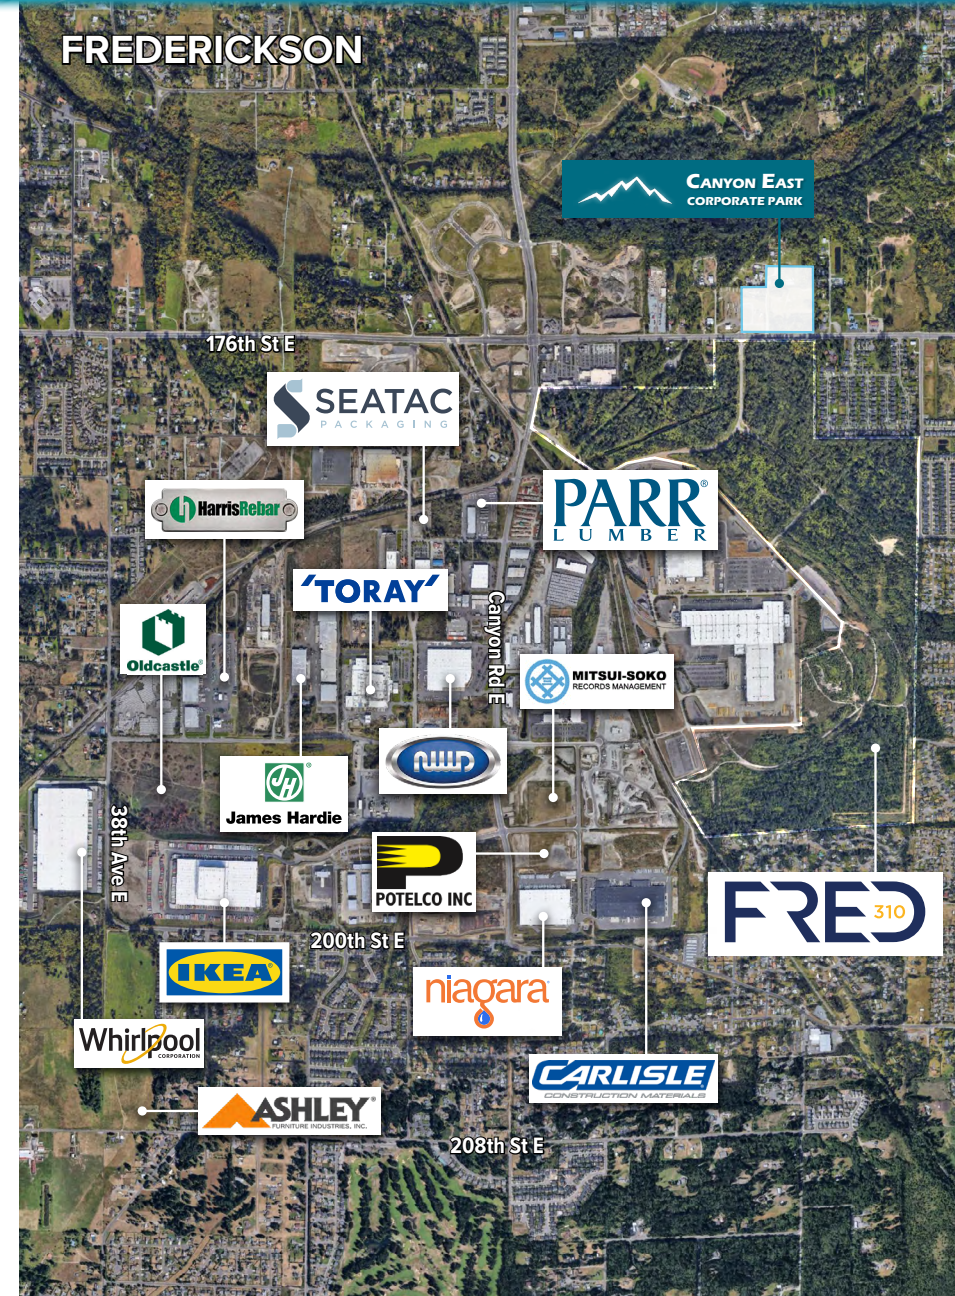 FREDERICKSON
CANYON EAST
CORPORATE PARK
176th St E
SEATAC
PACKAGING
HarrisRebar
PARR®
LUMBER
'TORAY'
Canyon Rd E
Oldcastle®
MITSUI-SOKO
RECORDS MANAGEMENT
NWD
JH®
James Hardie
38th Ave E
P
POTELCO INC
FRED
310
200th St E
IKEA®
niagara
Whirlpool
CORPORATION
CARLISLE
CONSTRUCTION MATERIALS
ASHLEY®
FURNITURE INDUSTRIES, INC.
208th St E